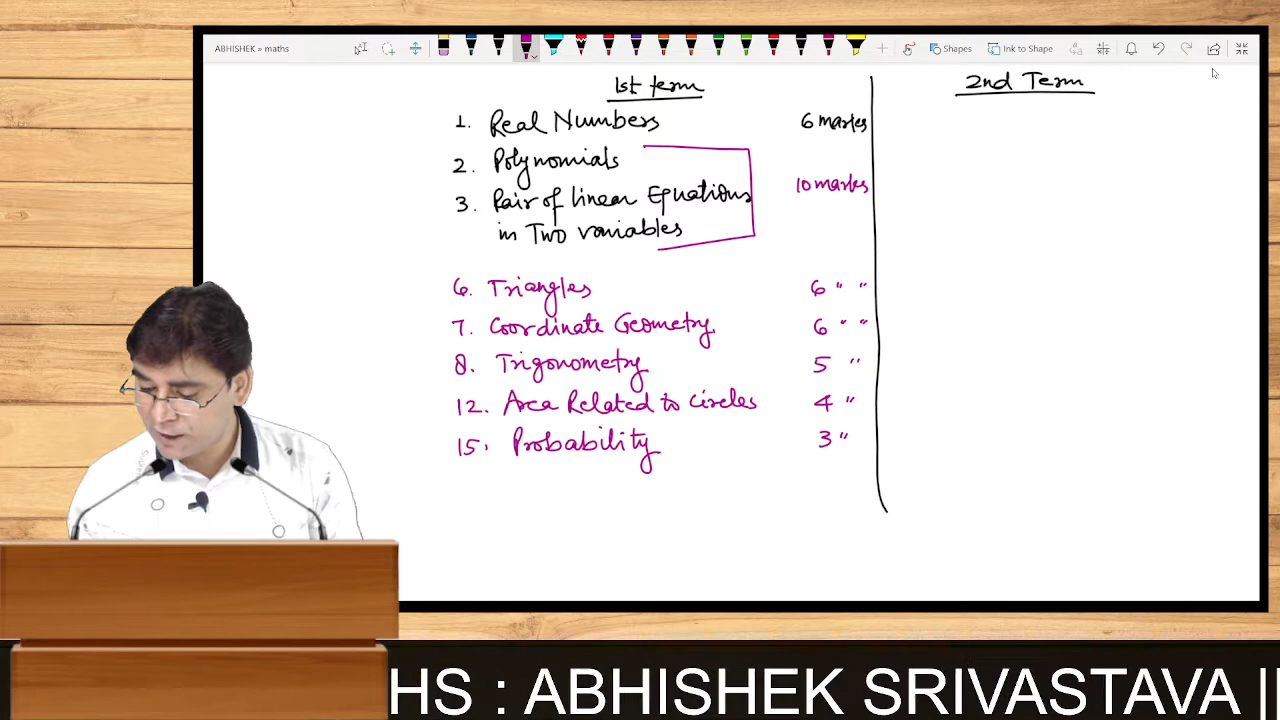 ABHISHEK » maths
Shapes
Ink to Shape
1st term
2nd Term
1. Real Numbers 6 marks
2. Polynomials
3. Pair of linear Equations 10 marks
in Two variables
6. Triangles 6 " "
7. Coordinate Geometry 6 " "
8. Trigonometry 5 "
12. Area Related to Circles 4 "
15. Probability 3 "
HS : ABHISHEK SRIVASTAVA ||